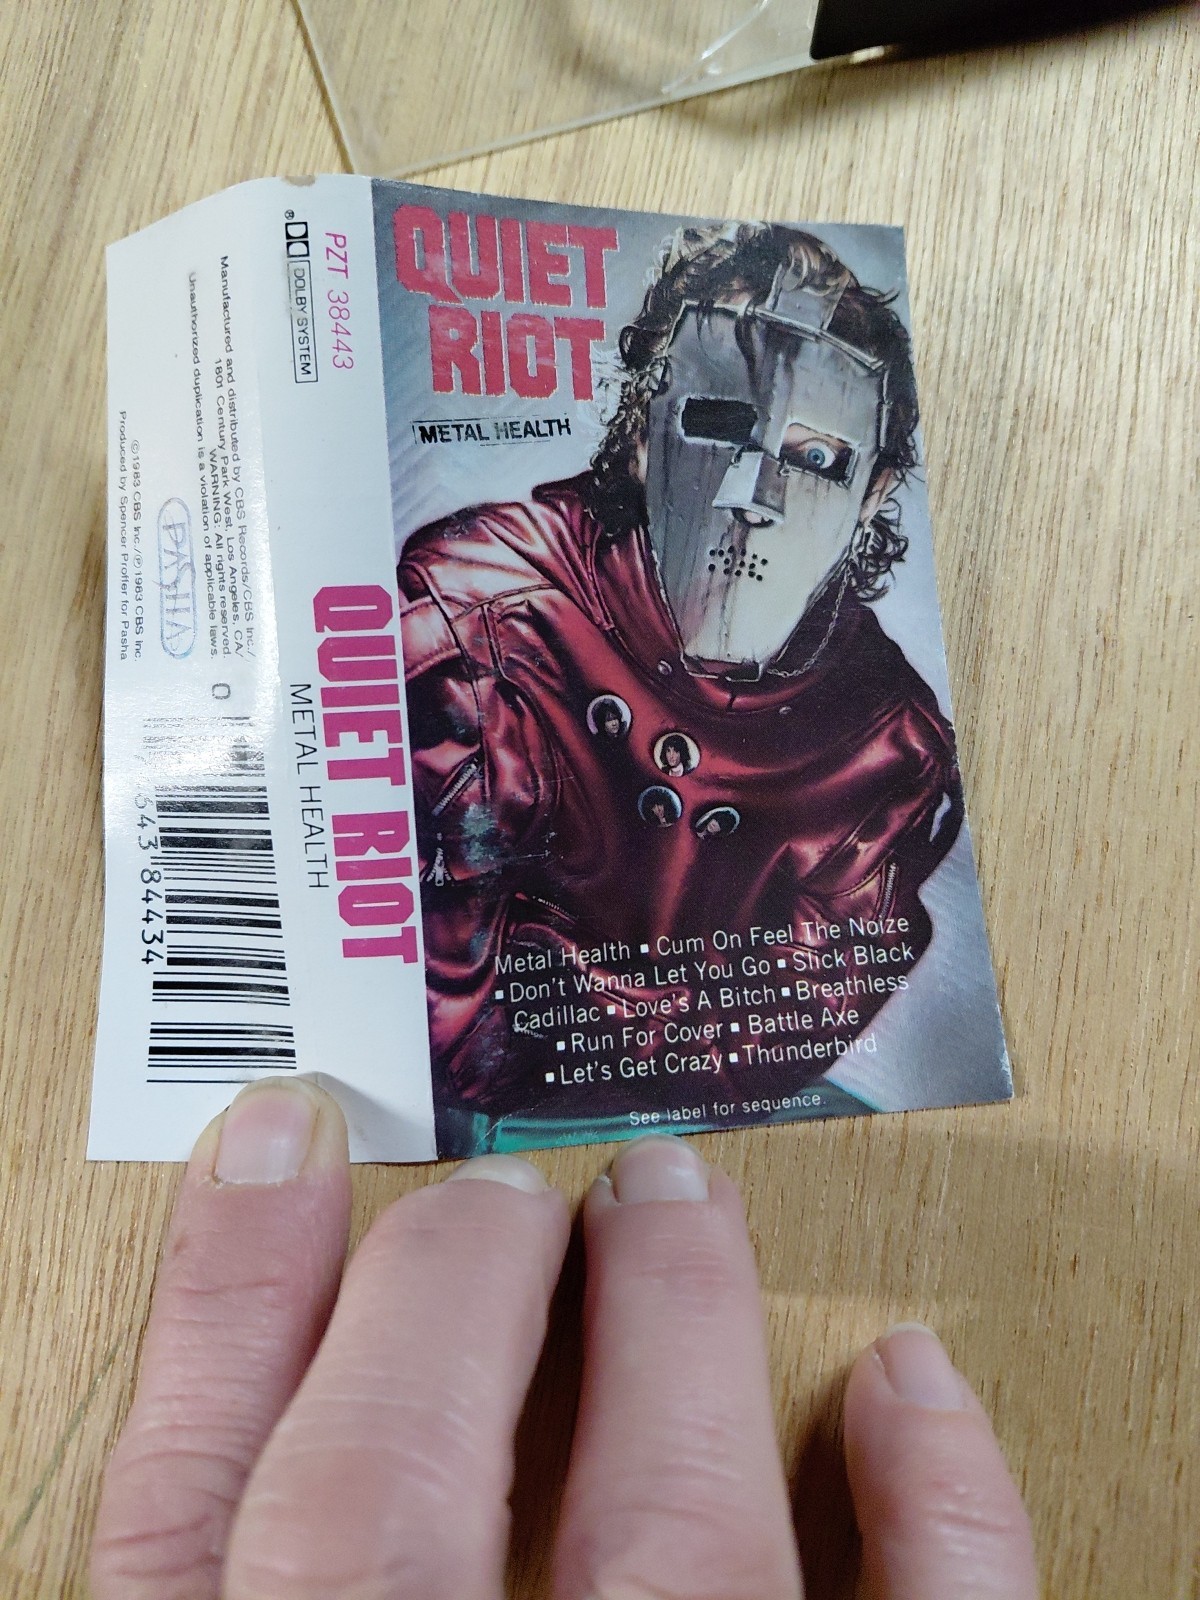 QUIET
RIOT
METAL HEALTH
Metal Health ▪ Cum On Feel The Noize
▪ Don't Wanna Let You Go ▪ Slick Black
Cadillac ▪ Love's A Bitch ▪ Breathless
▪ Run For Cover ▪ Battle Axe
▪ Let's Get Crazy ▪ Thunderbird
See label for sequence.
PZT 38443
QUIET RIOT
METAL HEALTH
®
DOLBY SYSTEM
Manufactured and distributed by CBS Records/CBS Inc./
1801 Century Park West, Los Angeles, CA/
WARNING: All rights reserved.
Unauthorized duplication is a violation of applicable laws.
PASHA
©1983 CBS Inc./℗1983 CBS Inc.
Produced by Spencer Proffer for Pasha
0
643 84434